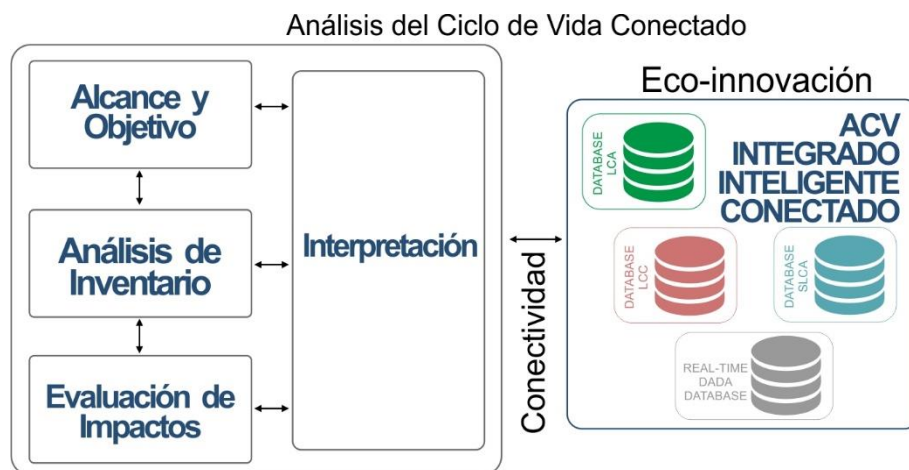 Análisis del Ciclo de Vida Conectado
Alcance y
Objetivo
Análisis de
Inventario
Evaluación de
Impactos
Interpretación
Conectividad
Eco-innovación
ACV
INTEGRADO
INTELIGENTE
CONECTADO
DATABASE
LCA
DATABASE
LCC
DATABASE
SLCA
REAL-TIME
DADA
DATABASE